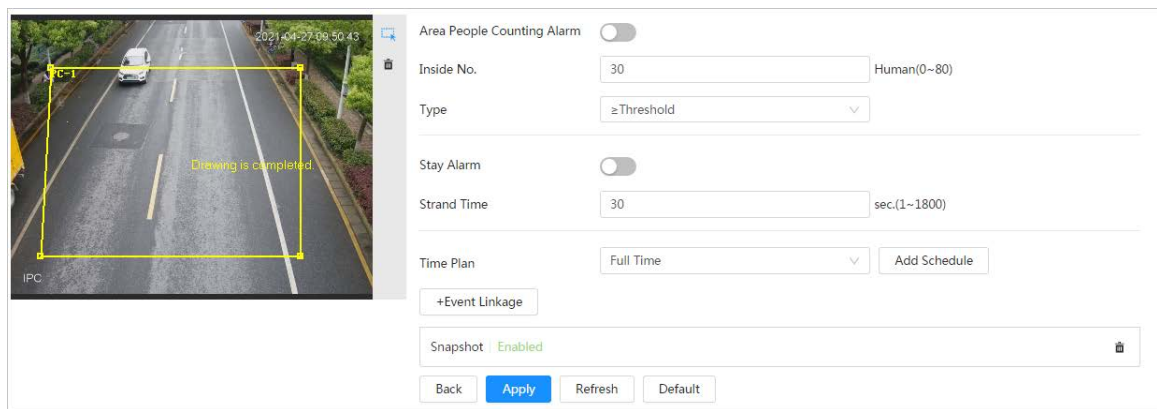 2021-04-27 09:50:43
PC-1
Drawing is completed.
IPC
Area People Counting Alarm
Inside No. 30 Human(0~80)
Type ≥Threshold
Stay Alarm
Strand Time 30 sec.(1~1800)
Time Plan Full Time Add Schedule
+Event Linkage
Snapshot Enabled
Back Apply Refresh Default